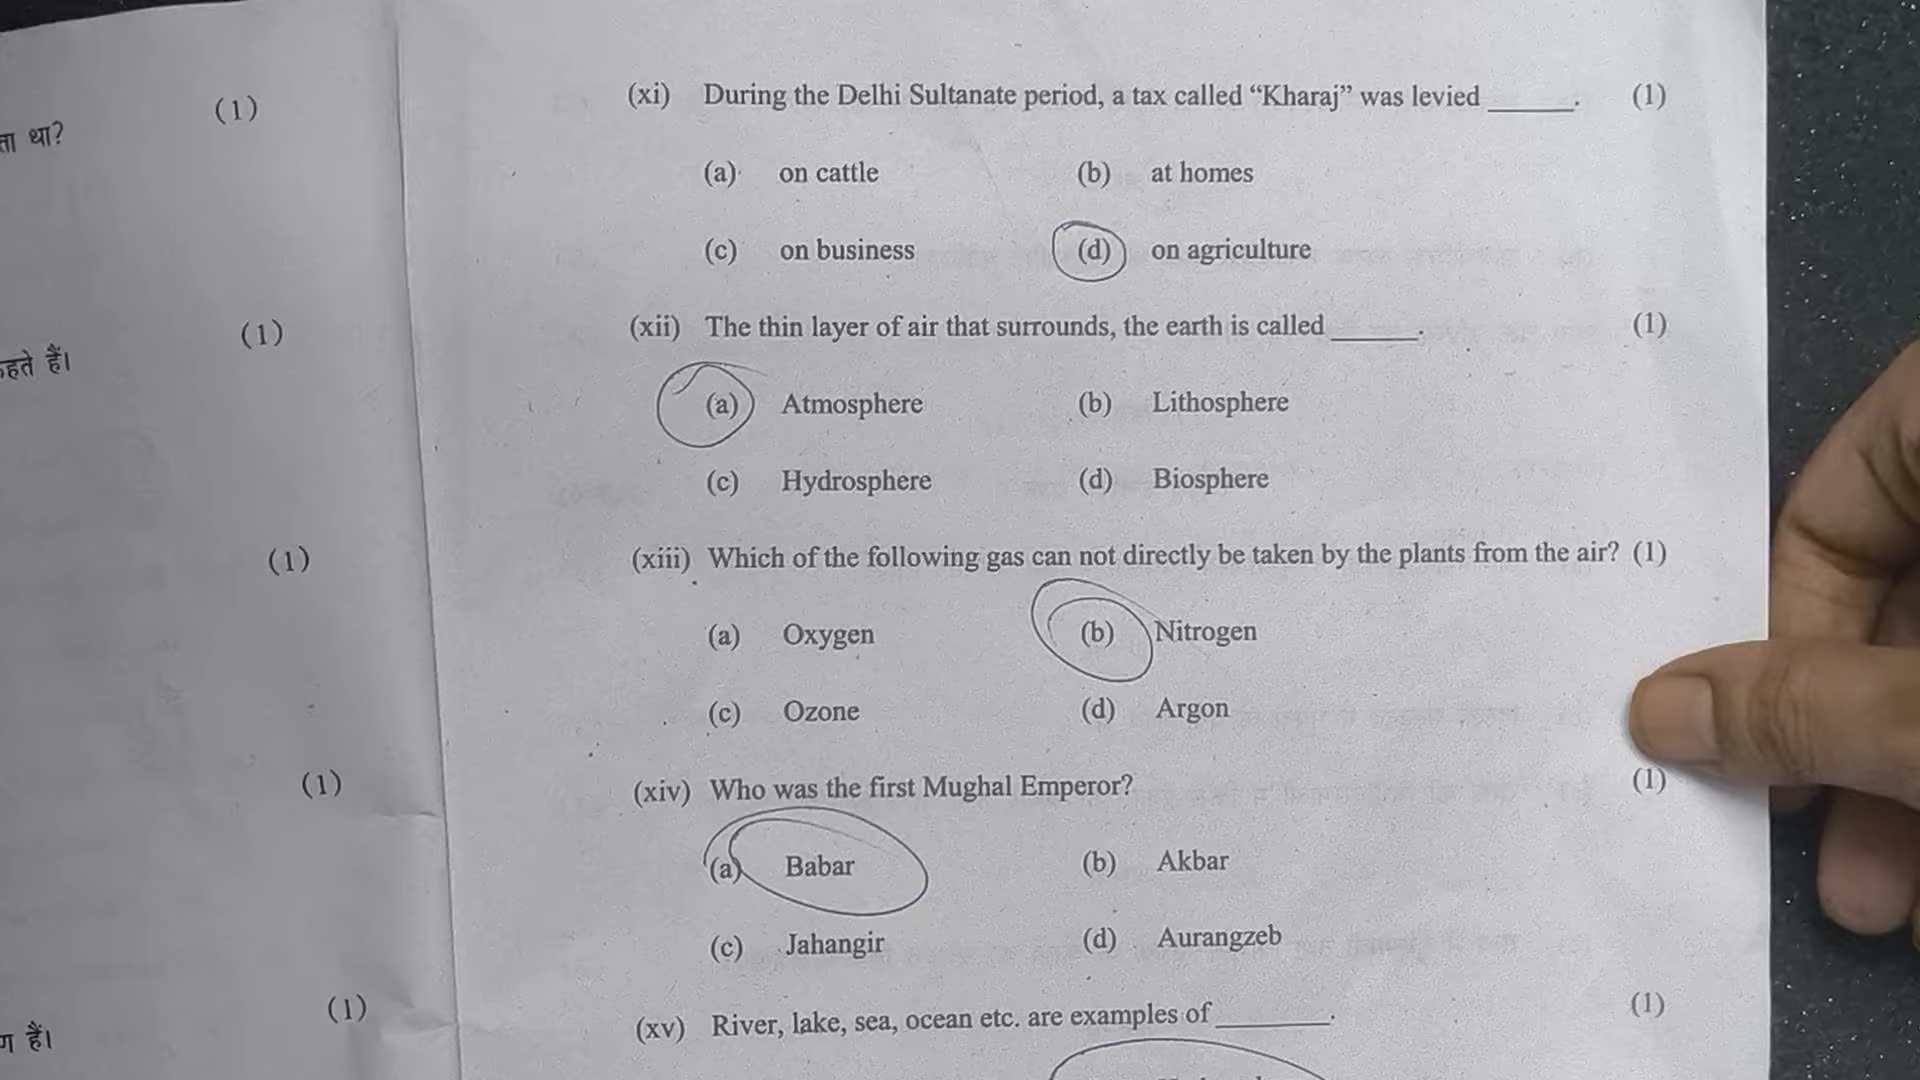 (1)
ता था?
(1)
कहते हैं।
(1)
(1)
(1)
हैं।
(xi) During the Delhi Sultanate period, a tax called “Kharaj” was levied ______. (1)
(a) on cattle (b) at homes
(c) on business (d) on agriculture
(xii) The thin layer of air that surrounds, the earth is called ______. (1)
(a) Atmosphere (b) Lithosphere
(c) Hydrosphere (d) Biosphere
(xiii) Which of the following gas can not directly be taken by the plants from the air? (1)
(a) Oxygen (b) Nitrogen
(c) Ozone (d) Argon
(xiv) Who was the first Mughal Emperor? (1)
(a) Babar (b) Akbar
(c) Jahangir (d) Aurangzeb
(xv) River, lake, sea, ocean etc. are examples of ________. (1)